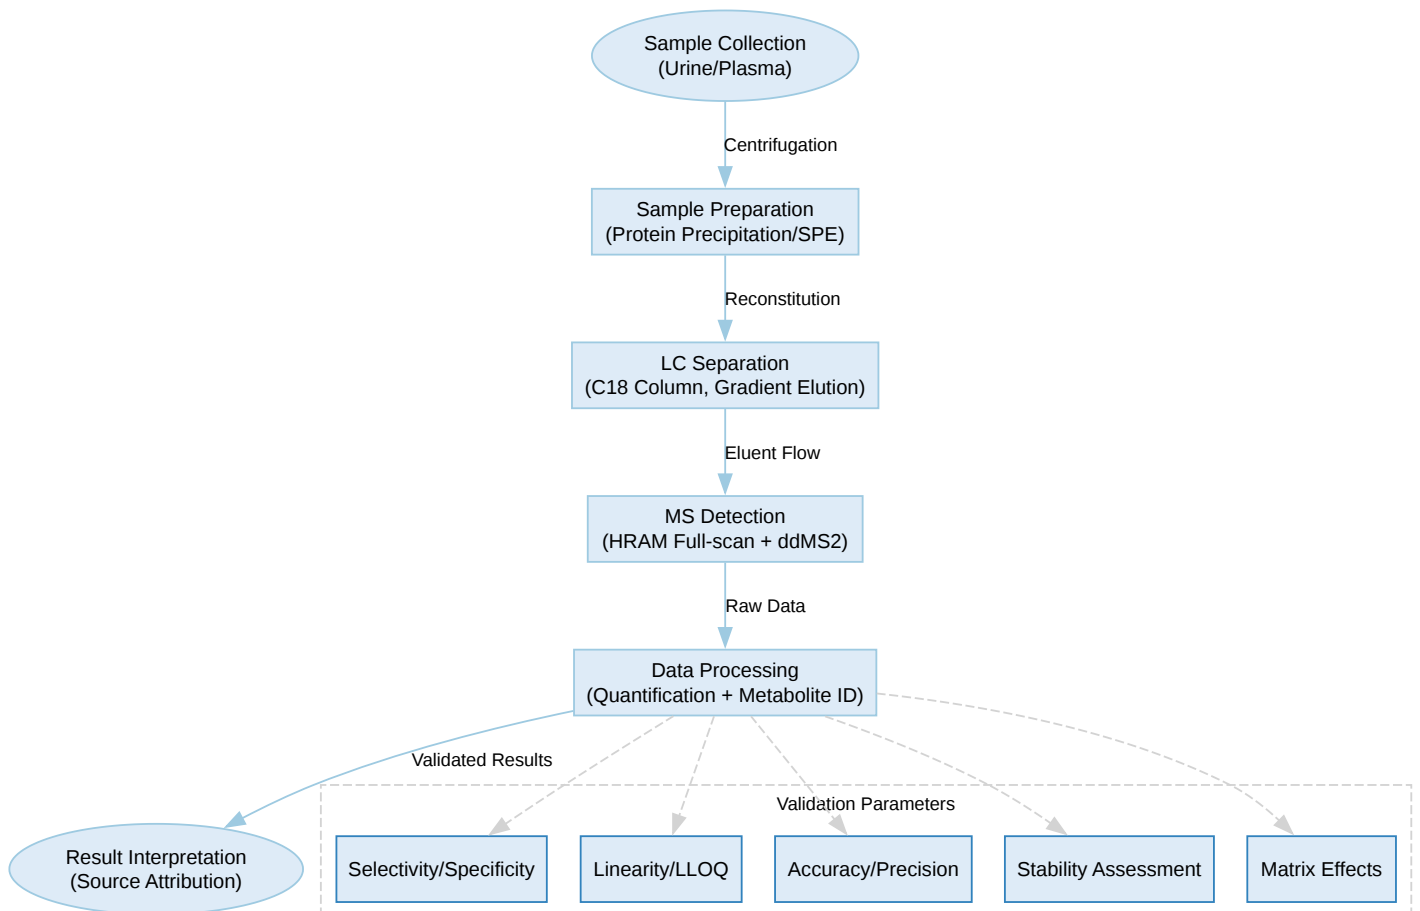 Sample Collection
(Urine/Plasma)
Centrifugation
Sample Preparation
(Protein Precipitation/SPE)
Reconstitution
LC Separation
(C18 Column, Gradient Elution)
Eluent Flow
MS Detection
(HRAM Full-scan + ddMS2)
Raw Data
Data Processing
(Quantification + Metabolite ID)
Validated Results
Validation Parameters
Result Interpretation
(Source Attribution)
Selectivity/Specificity
Linearity/LLOQ
Accuracy/Precision
Stability Assessment
Matrix Effects